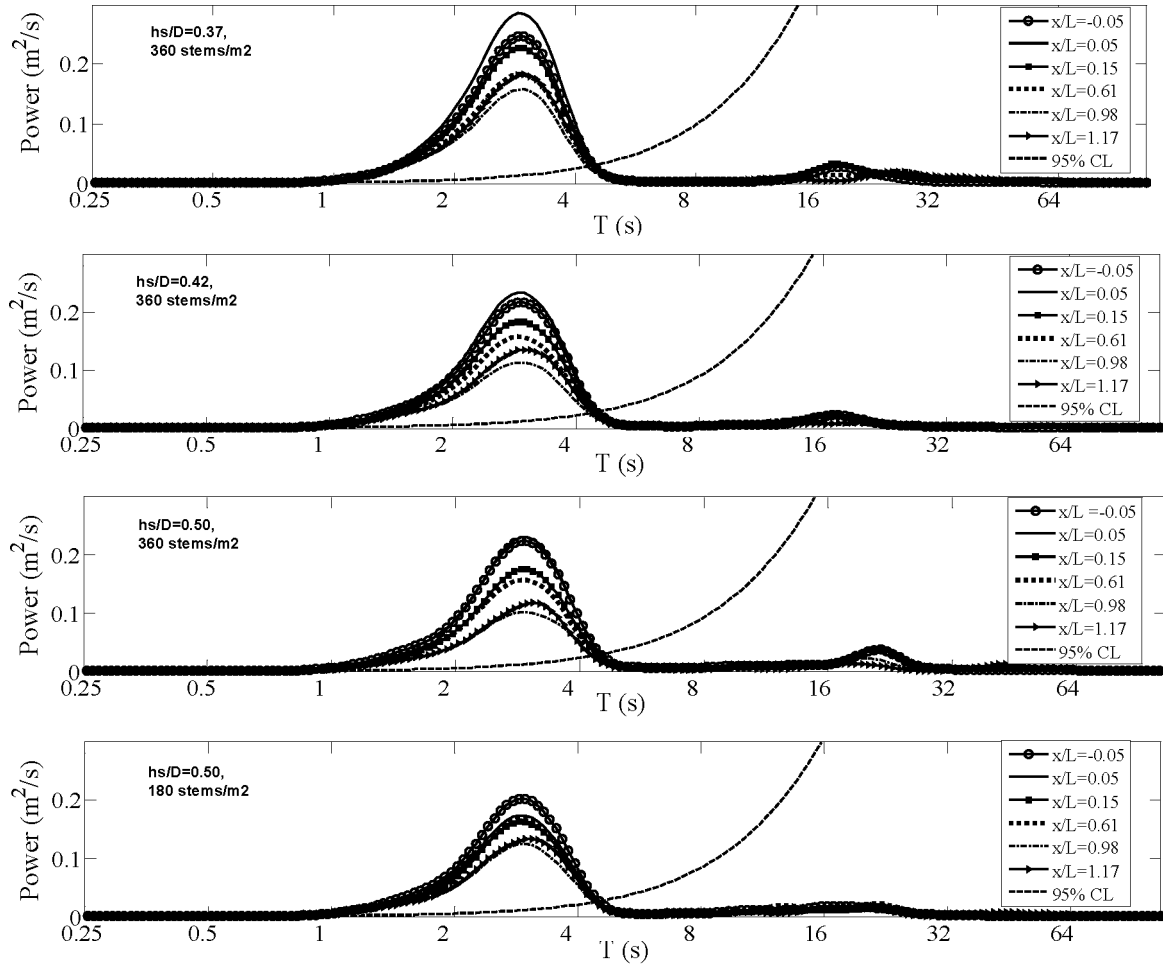 hs/D=0.37,
360 stems/m2
Power (m²/s)
0.2
0.1
0
0.25 0.5 1 2 4 8 16 32 64
T (s)
x/L=-0.05
x/L=0.05
x/L=0.15
x/L=0.61
x/L=0.98
x/L=1.17
95% CL
hs/D=0.42,
360 stems/m2
Power (m²/s)
0.2
0.1
0
0.25 0.5 1 2 4 8 16 32 64
T (s)
x/L=-0.05
x/L=0.05
x/L=0.15
x/L=0.61
x/L=0.98
x/L=1.17
95% CL
hs/D=0.50,
360 stems/m2
Power (m²/s)
0.2
0.1
0
0.25 0.5 1 2 4 8 16 32 64
T (s)
x/L =-0.05
x/L=0.05
x/L=0.15
x/L=0.61
x/L=0.98
x/L=1.17
95% CL
hs/D=0.50,
180 stems/m2
Power (m²/s)
0.2
0.1
0
0.25 0.5 1 2 4 8 16 32 64
T (s)
x/L=-0.05
x/L=0.05
x/L=0.15
x/L=0.61
x/L=0.98
x/L=1.17
95% CL